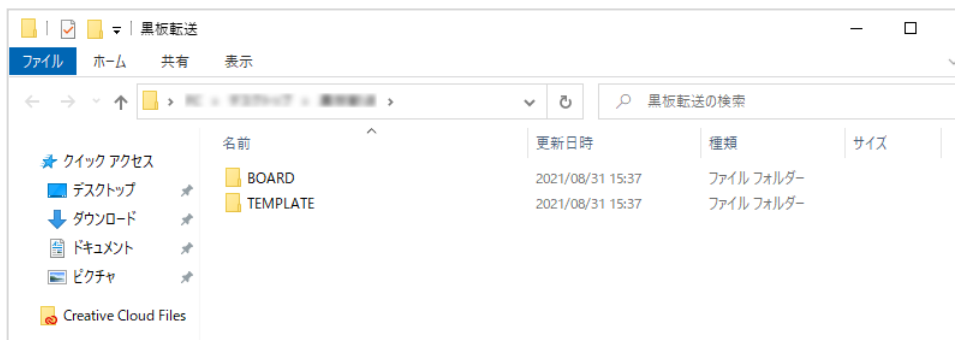 黒板転送
ファイル ホーム 共有 表示
黒板転送の検索
名前 更新日時 種類 サイズ
クイック アクセス
デスクトップ
ダウンロード
ドキュメント
ピクチャ
Creative Cloud Files
BOARD 2021/08/31 15:37 ファイル フォルダー
TEMPLATE 2021/08/31 15:37 ファイル フォルダー